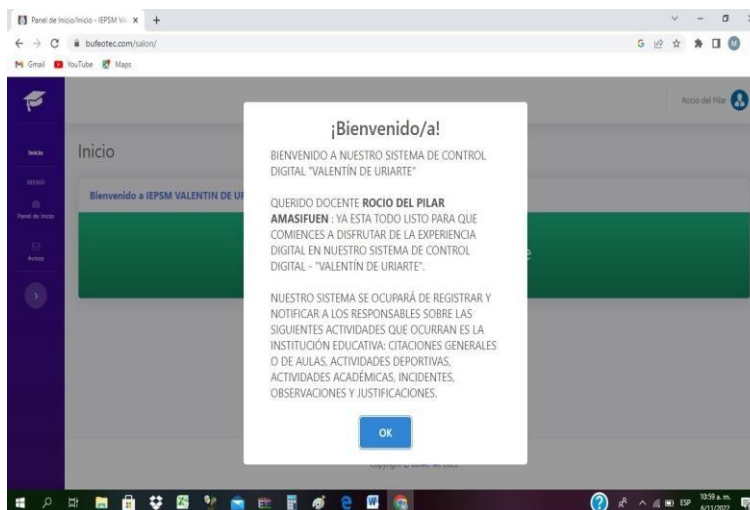 Panel de Inicio/Inicio - IEPSM VA
bufeotec.com/salon/
Gmail YouTube Maps
Rocio del Pilar
Inicio
Inicio
MENÚ
Panel de Inicio
Avisos
Bienvenido a IEPSM VALENTIN DE UR
¡Bienvenido/a!
BIENVENIDO A NUESTRO SISTEMA DE CONTROL
DIGITAL "VALENTÍN DE URIARTE"
QUERIDO DOCENTE ROCIO DEL PILAR
AMASIFUEN : YA ESTA TODO LISTO PARA QUE
COMIENCES A DISFRUTAR DE LA EXPERIENCIA
DIGITAL EN NUESTRO SISTEMA DE CONTROL
DIGITAL - "VALENTÍN DE URIARTE".
NUESTRO SISTEMA SE OCUPARÁ DE REGISTRAR Y
NOTIFICAR A LOS RESPONSABLES SOBRE LAS
SIGUIENTES ACTIVIDADES QUE OCURRAN ES LA
INSTITUCIÓN EDUCATIVA: CITACIONES GENERALES
O DE AULAS, ACTIVIDADES DEPORTIVAS,
ACTIVIDADES ACADÉMICAS, INCIDENTES,
OBSERVACIONES Y JUSTIFICACIONES.
OK
ESP
10:59 a. m.
6/11/2022